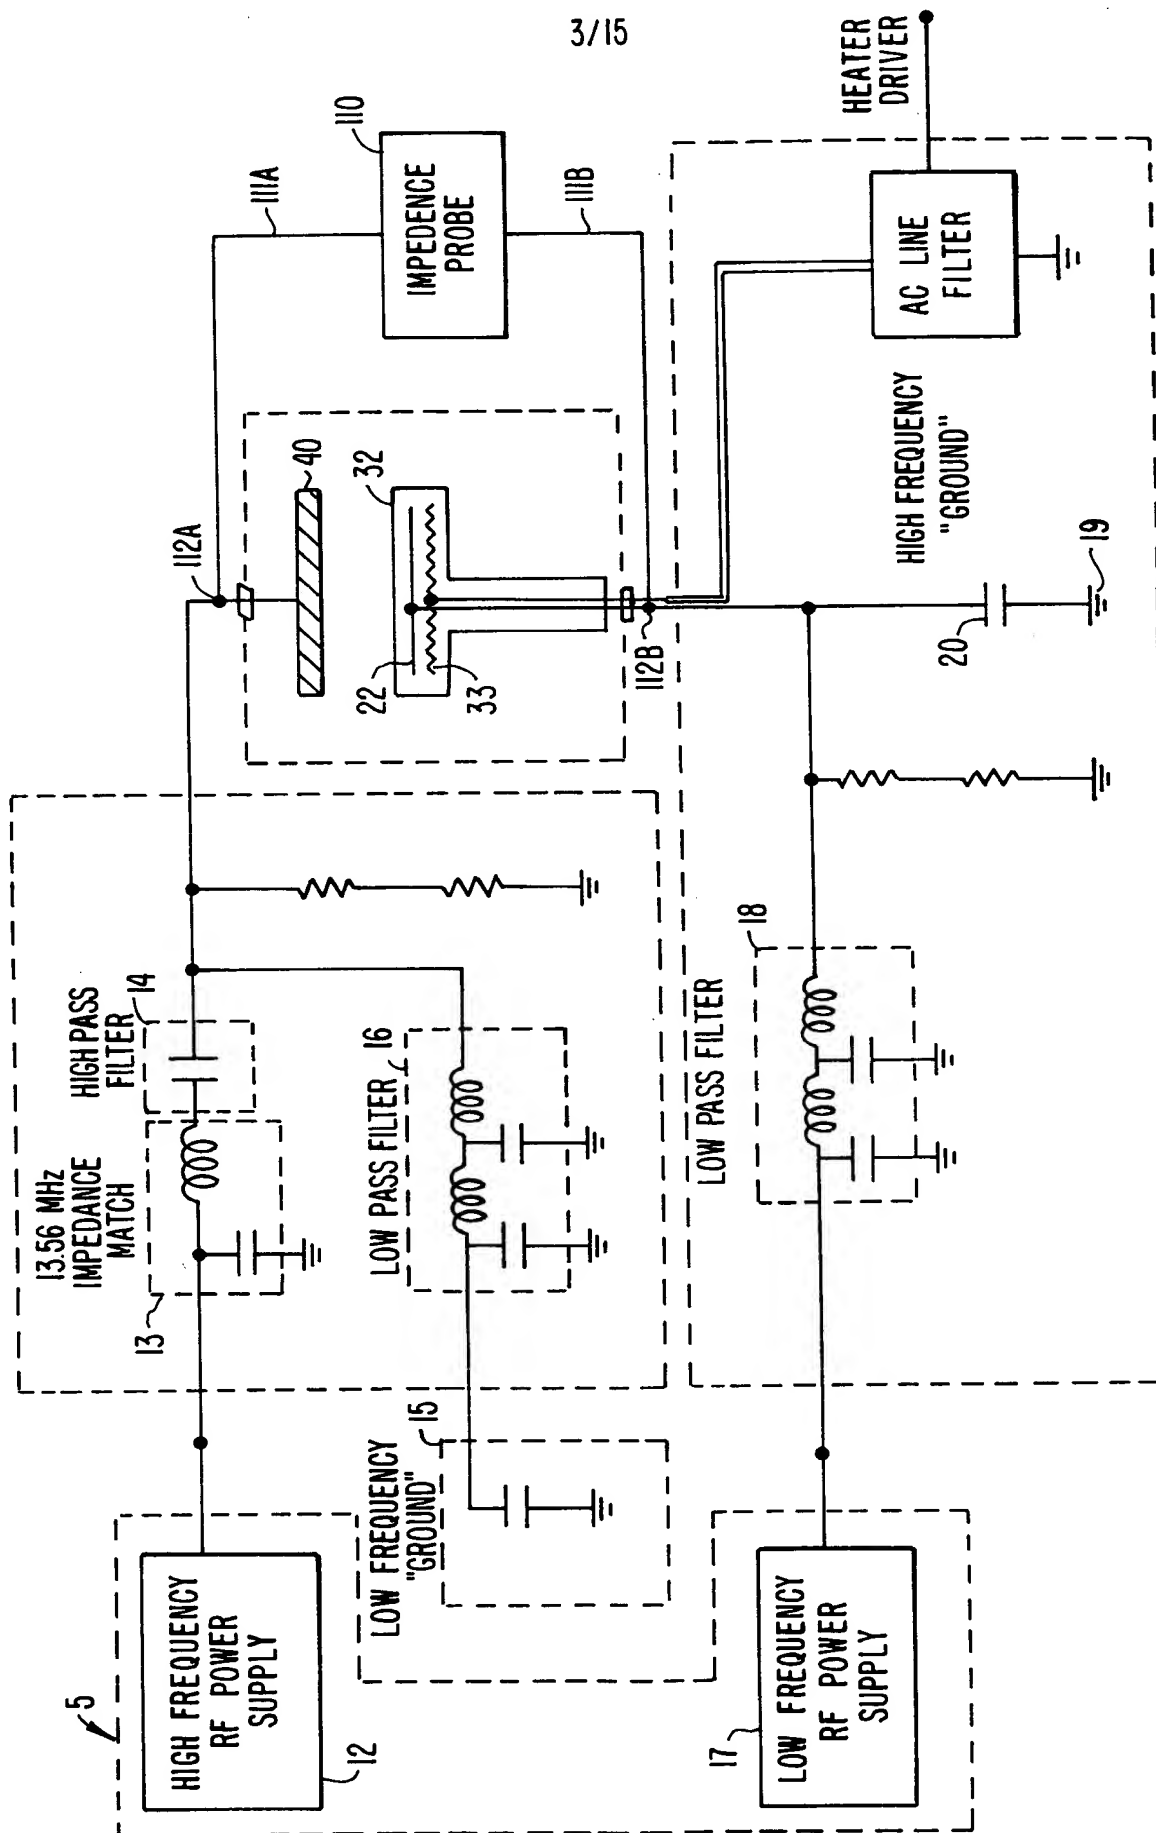 3/15
5
HIGH FREQUENCY
RF POWER
SUPPLY
12
13.56 MHz
IMPEDANCE
MATCH
13
HIGH PASS
FILTER
14
LOW FREQUENCY
"GROUND"
15
LOW PASS FILTER
16
112A
40
32
22
33
112B
111A
110
IMPEDENCE
PROBE
111B
LOW FREQUENCY
RF POWER
SUPPLY
17
LOW PASS FILTER
18
20
19
HIGH FREQUENCY
"GROUND"
AC LINE
FILTER
HEATER
DRIVER